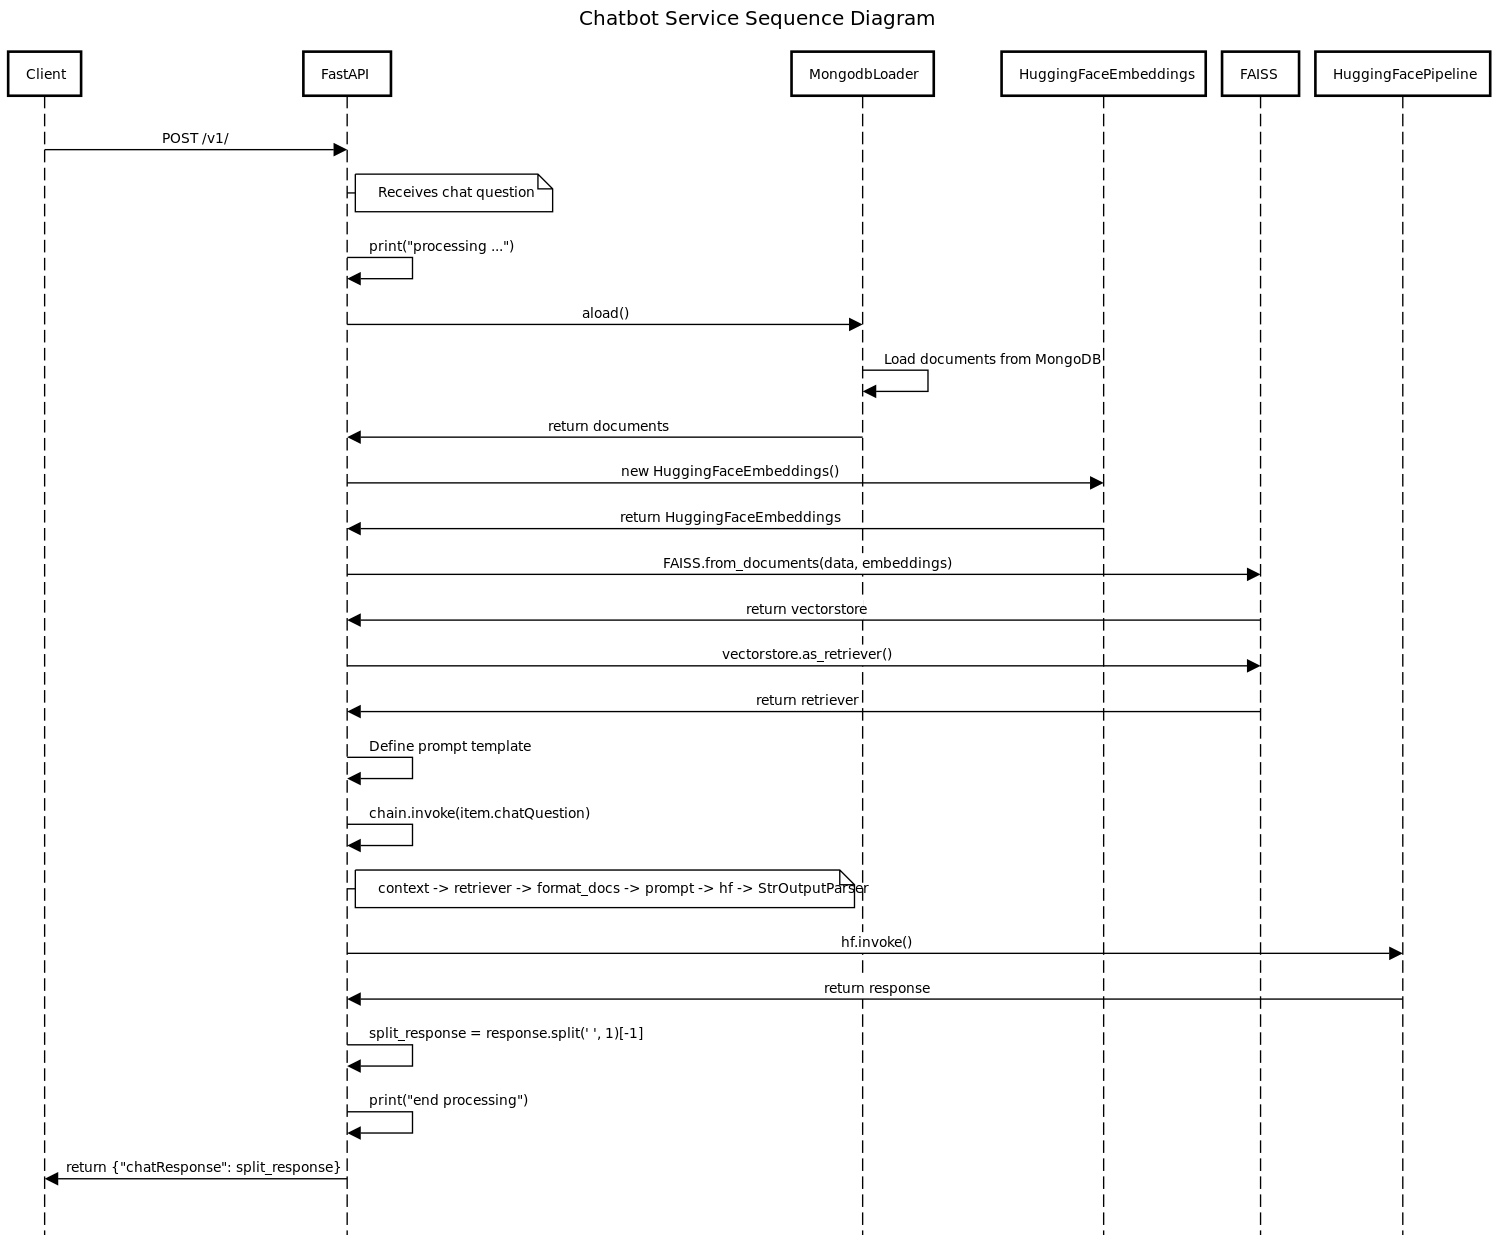 Chatbot Service Sequence Diagram
Client
FastAPI
MongodbLoader
HuggingFaceEmbeddings
FAISS
HuggingFacePipeline
POST /v1/
Receives chat question
print("processing ...")
aload()
Load documents from MongoDB
return documents
new HuggingFaceEmbeddings()
return HuggingFaceEmbeddings
FAISS.from_documents(data, embeddings)
return vectorstore
vectorstore.as_retriever()
return retriever
Define prompt template
chain.invoke(item.chatQuestion)
context -> retriever -> format_docs -> prompt -> hf -> StrOutputParser
hf.invoke()
return response
split_response = response.split(' ', 1)[-1]
print("end processing")
return {"chatResponse": split_response}